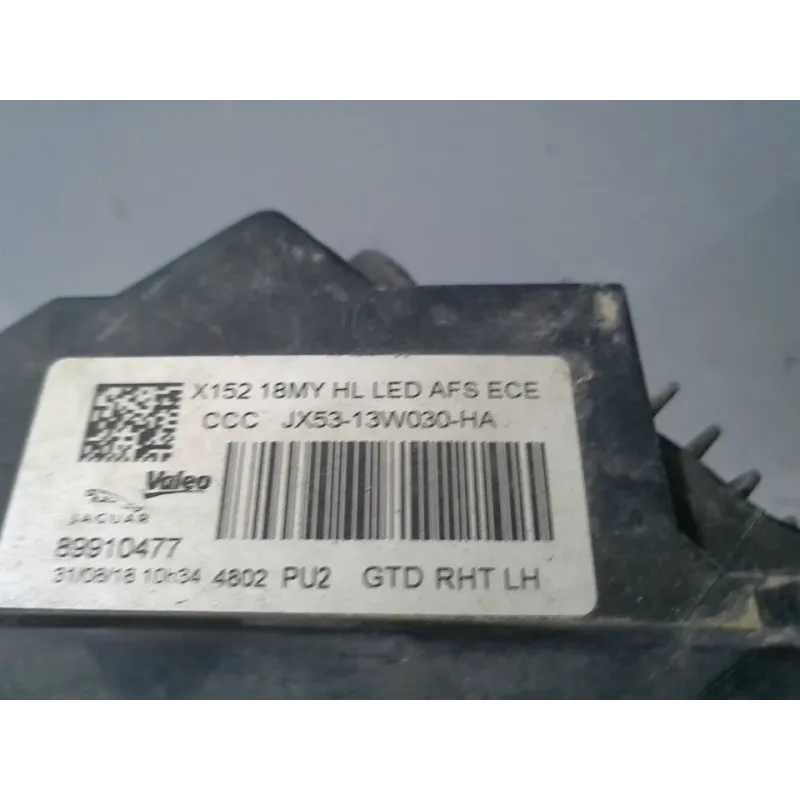 X152 18MY HL LED AFS ECE
CCC JX53-13W030-HA
Valeo
JAGUAR
89910477
31/08/18 10h34 4802 PU2 GTD RHT LH